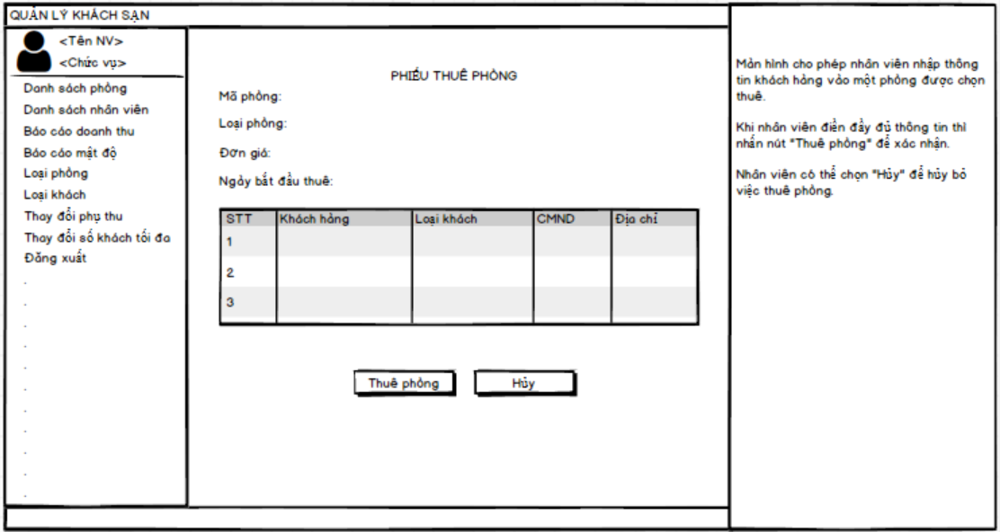 QUẢN LÝ KHÁCH SẠN
<Tên NV>
<Chức vụ>
Danh sách phòng
Danh sách nhân viên
Báo cáo doanh thu
Báo cáo mật độ
Loại phòng
Loại khách
Thay đổi phụ thu
Thay đổi số khách tối đa
Đăng xuất
.
.
.
.
.
.
.
.
.
.
.
PHIẾU THUÊ PHÒNG
Mã phòng:
Loại phòng:
Đơn giá:
Ngày bắt đầu thuê:
STT Khách hàng Loại khách CMND Địa chỉ
1
2
3
Thuê phòng Hủy
Màn hình cho phép nhân viên nhập thông
tin khách hàng vào một phòng được chọn
thuê.
Khi nhân viên điền đầy đủ thông tin thì
nhấn nút "Thuê phòng" để xác nhận.
Nhân viên có thể chọn "Hủy" để hủy bỏ
việc thuê phòng.